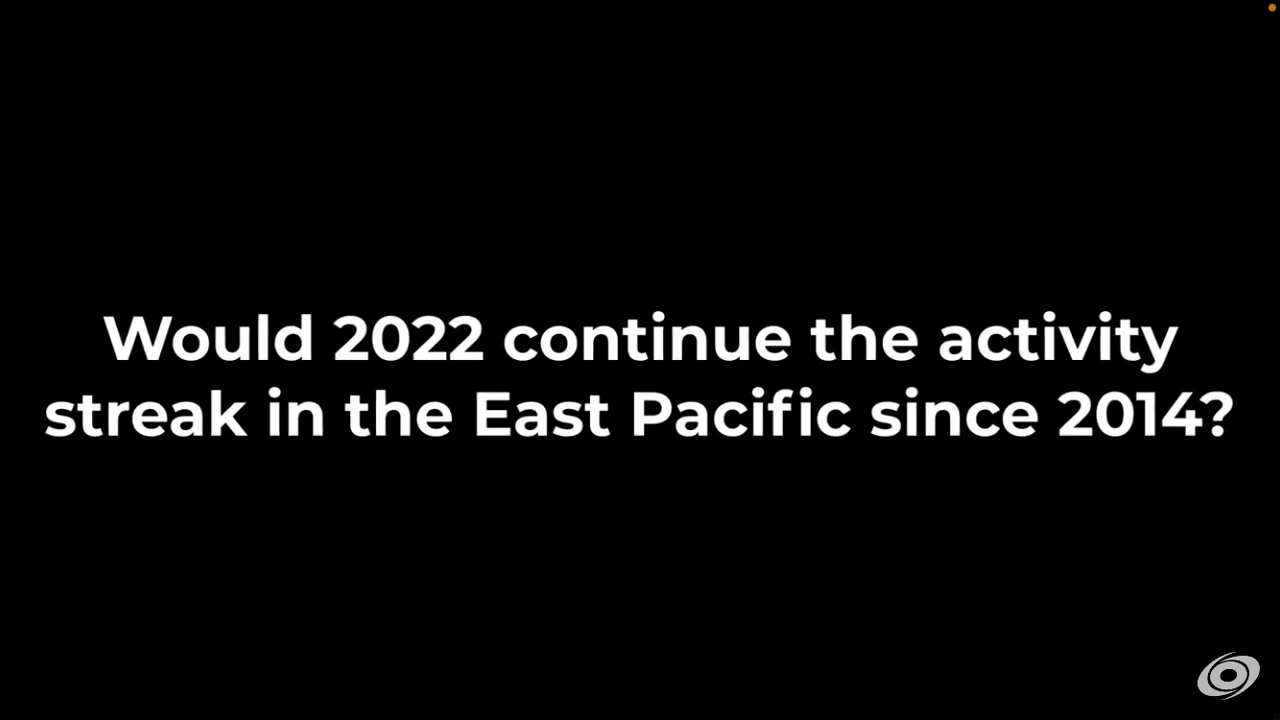 Would 2022 continue the activity
streak in the East Pacific since 2014?